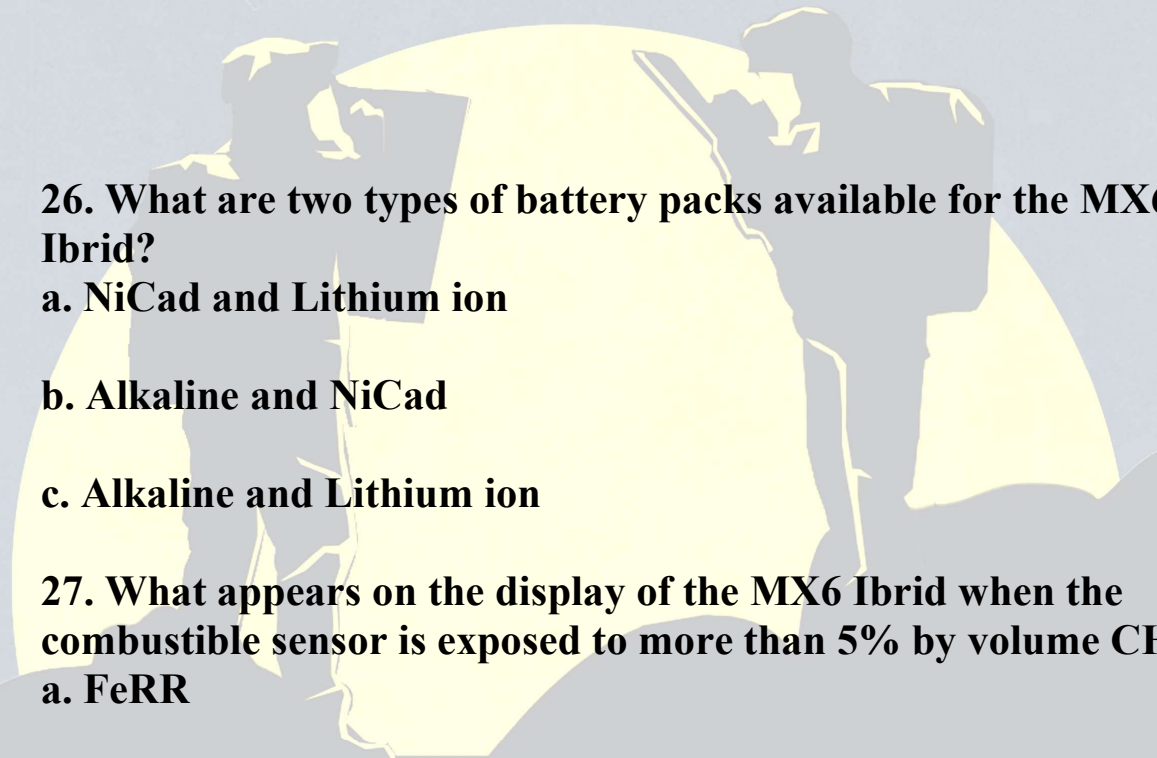 26. What are two types of battery packs available for the MX6
Ibrid?
a. NiCad and Lithium ion
b. Alkaline and NiCad
c. Alkaline and Lithium ion
27. What appears on the display of the MX6 Ibrid when the
combustible sensor is exposed to more than 5% by volume
a. FeRR